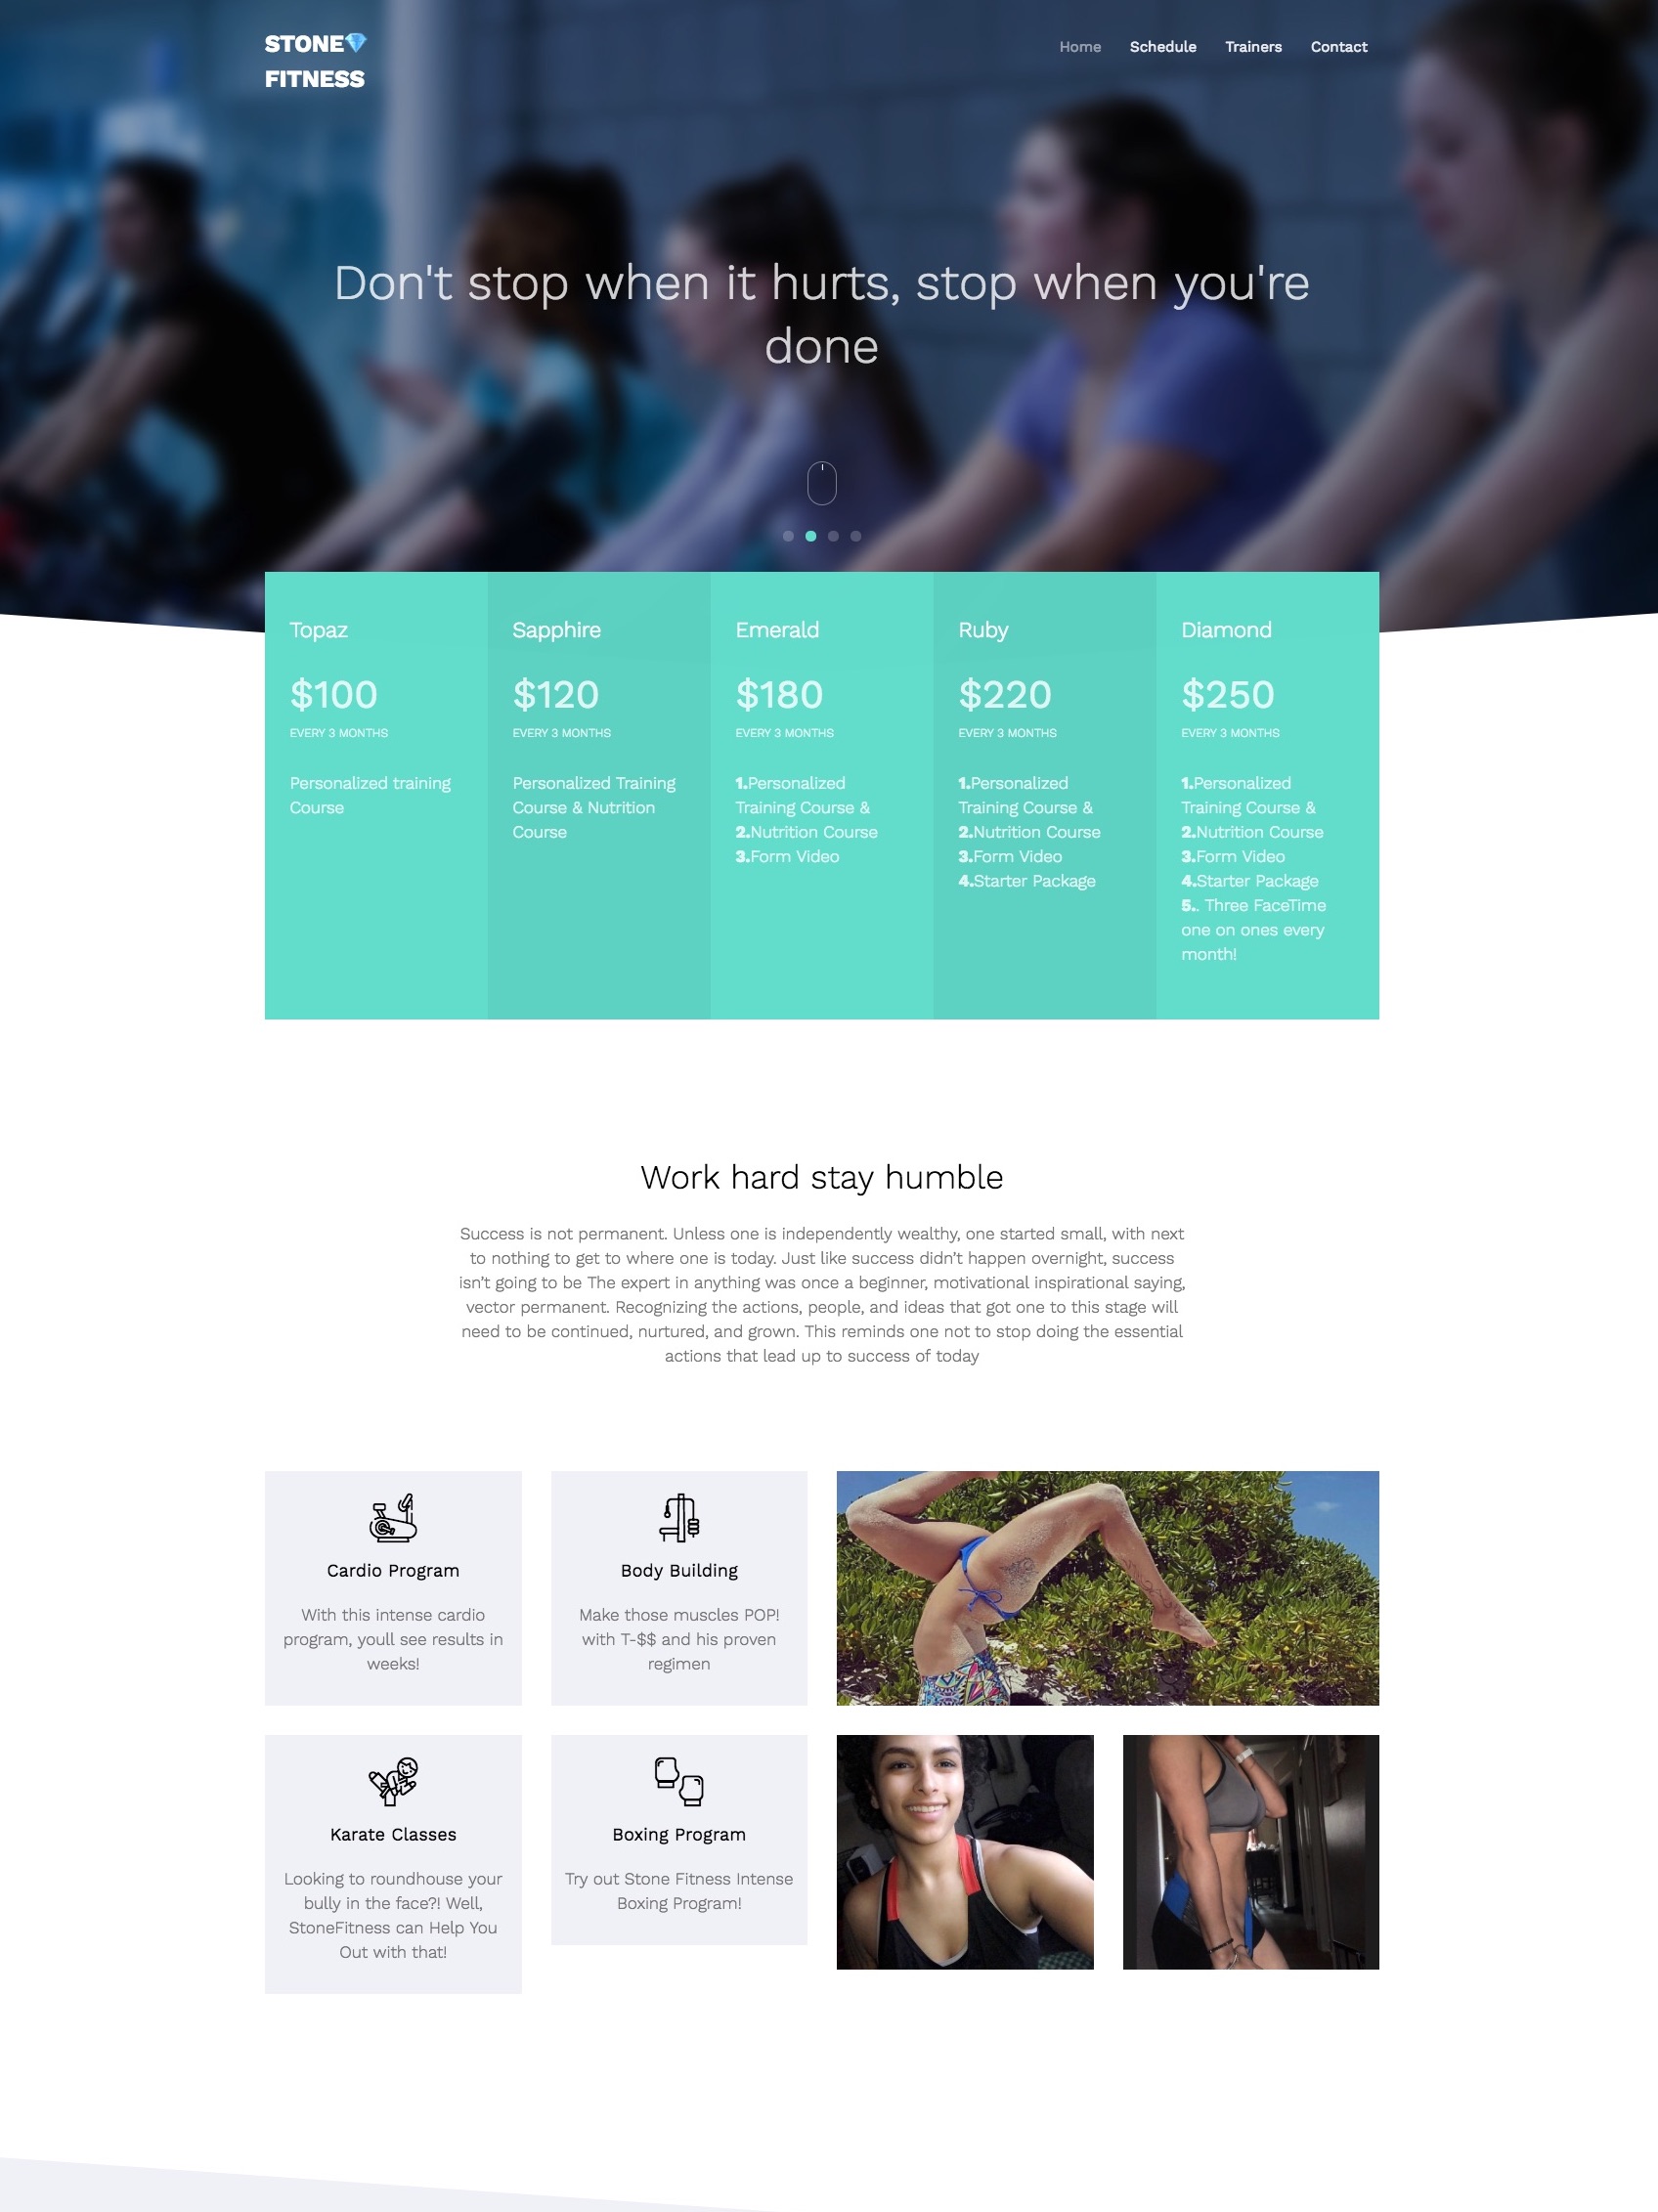 STONE💎
FITNESS
Home Schedule Trainers Contact
Don't stop when it hurts, stop when you're
done
Topaz
$100
EVERY 3 MONTHS
Personalized training
Course
Sapphire
$120
EVERY 3 MONTHS
Personalized Training
Course & Nutrition
Course
Emerald
$180
EVERY 3 MONTHS
1.Personalized
Training Course &
2.Nutrition Course
3.Form Video
Ruby
$220
EVERY 3 MONTHS
1.Personalized
Training Course &
2.Nutrition Course
3.Form Video
4.Starter Package
Diamond
$250
EVERY 3 MONTHS
1.Personalized
Training Course &
2.Nutrition Course
3.Form Video
4.Starter Package
5.. Three FaceTime
one on ones every
month!
Work hard stay humble
Success is not permanent. Unless one is independently wealthy, one started small, with next
to nothing to get to where one is today. Just like success didn’t happen overnight, success
isn’t going to be The expert in anything was once a beginner, motivational inspirational saying,
vector permanent. Recognizing the actions, people, and ideas that got one to this stage will
need to be continued, nurtured, and grown. This reminds one not to stop doing the essential
actions that lead up to success of today
Cardio Program
With this intense cardio
program, youll see results in
weeks!
Body Building
Make those muscles POP!
with T-$$ and his proven
regimen
Karate Classes
Looking to roundhouse your
bully in the face?! Well,
StoneFitness can Help You
Out with that!
Boxing Program
Try out Stone Fitness Intense
Boxing Program!